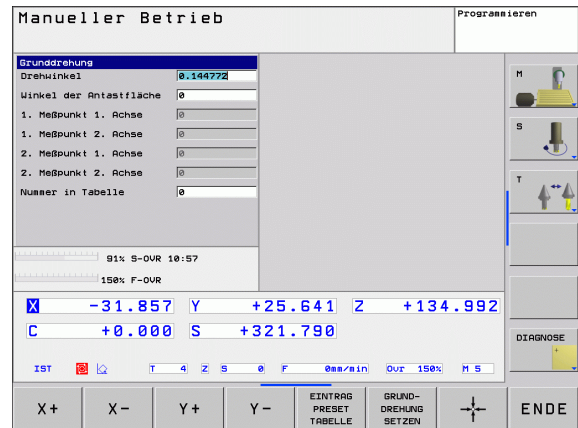 Manueller Betrieb
Programmieren
Grunddrehung
Drehwinkel 0.144772
Winkel der Antastfläche 0
1. Meßpunkt 1. Achse 0
1. Meßpunkt 2. Achse 0
2. Meßpunkt 1. Achse 0
2. Meßpunkt 2. Achse 0
Nummer in Tabelle 0
91% S-OVR 10:57
150% F-OVR
X -31.857 Y +25.641 Z +134.992
C +0.000 S +321.790
IST T 4 Z S 0 F 0mm/min Ovr 150% M 5
M
S
T
DIAGNOSE
X+
X-
Y+
Y-
EINTRAG
PRESET
TABELLE
GRUND-
DREHUNG
SETZEN
ENDE